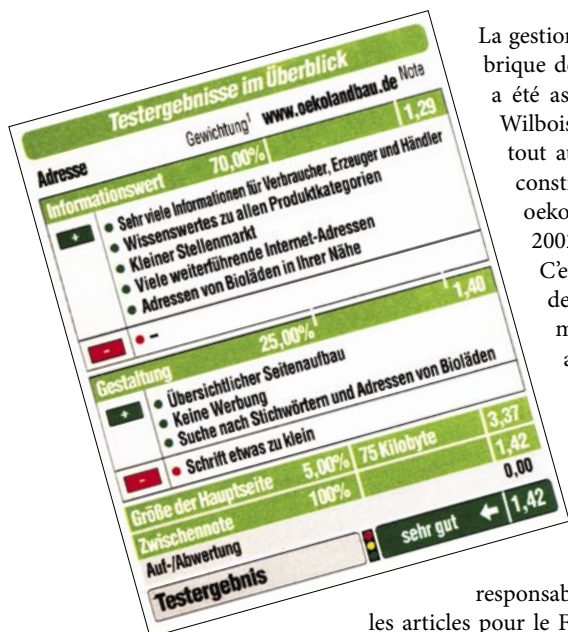 Testergebnisse im Überblick
Adresse Gewichtung¹ www.oekolandbau.de Note
Informationswert 70,00% 1,29
+ • Sehr viele Informationen für Verbraucher, Erzeuger und Händler
• Wissenswertes zu allen Produktkategorien
• Kleiner Stellenmarkt
• Viele weiterführende Internet-Adressen
• Adressen von Bioläden in Ihrer Nähe
– • –
Gestaltung 25,00% 1,40
+ • Übersichtlicher Seitenaufbau
• Keine Werbung
• Suche nach Stichwörtern und Adressen von Bioläden
– • Schrift etwas zu klein
Größe der Hauptseite 5,00% 75 Kilobyte 3,37
Zwischennote 100% 1,42
Auf-/Abwertung 0,00
Testergebnis sehr gut ← 1,42
La gestion
brique de
a été as
Wilbois
tout au
consti
oeko
200
C'e
de
m
a
responsab
les articles pour le F